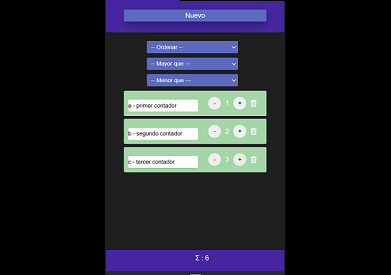 Nuevo
-- Ordenar --
-- Mayor que ---
-- Menor que ---
a - primer contador - 1 +
b - segundo contador - 2 +
c - tercer contador - 3 +
Σ : 6